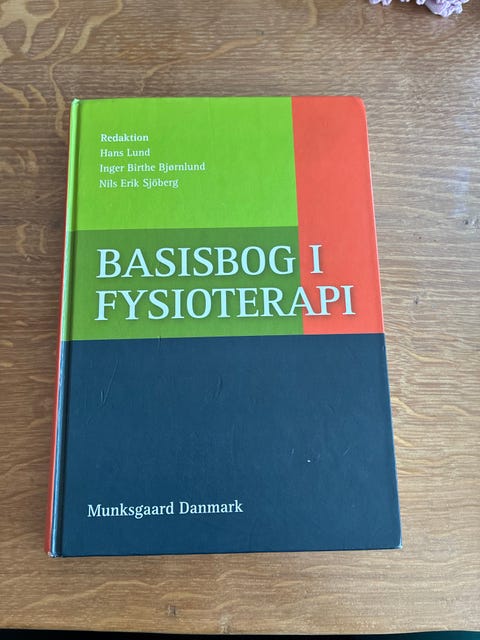 Redaktion
Hans Lund
Inger Birthe Bjørnlund
Nils Erik Sjöberg
BASISBOG I
FYSIOTERAPI
Munksgaard Danmark